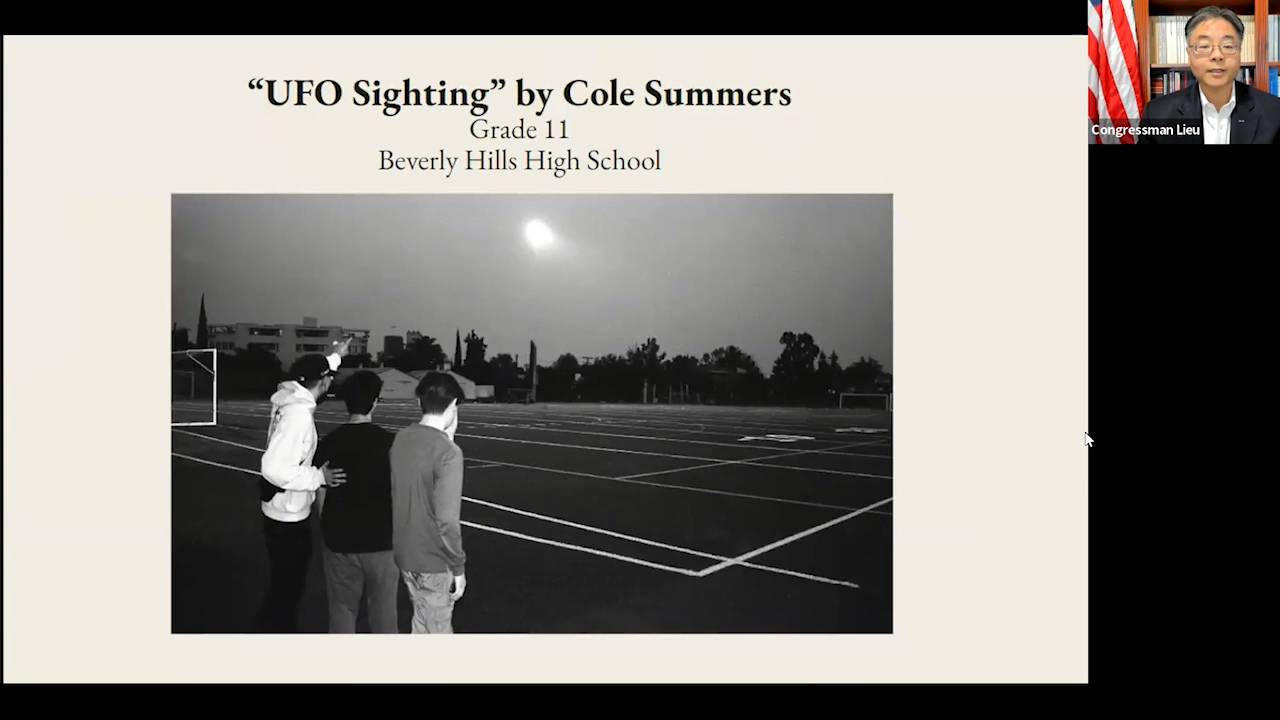 “UFO Sighting” by Cole Summers
Grade 11
Beverly Hills High School
Congressman Lieu